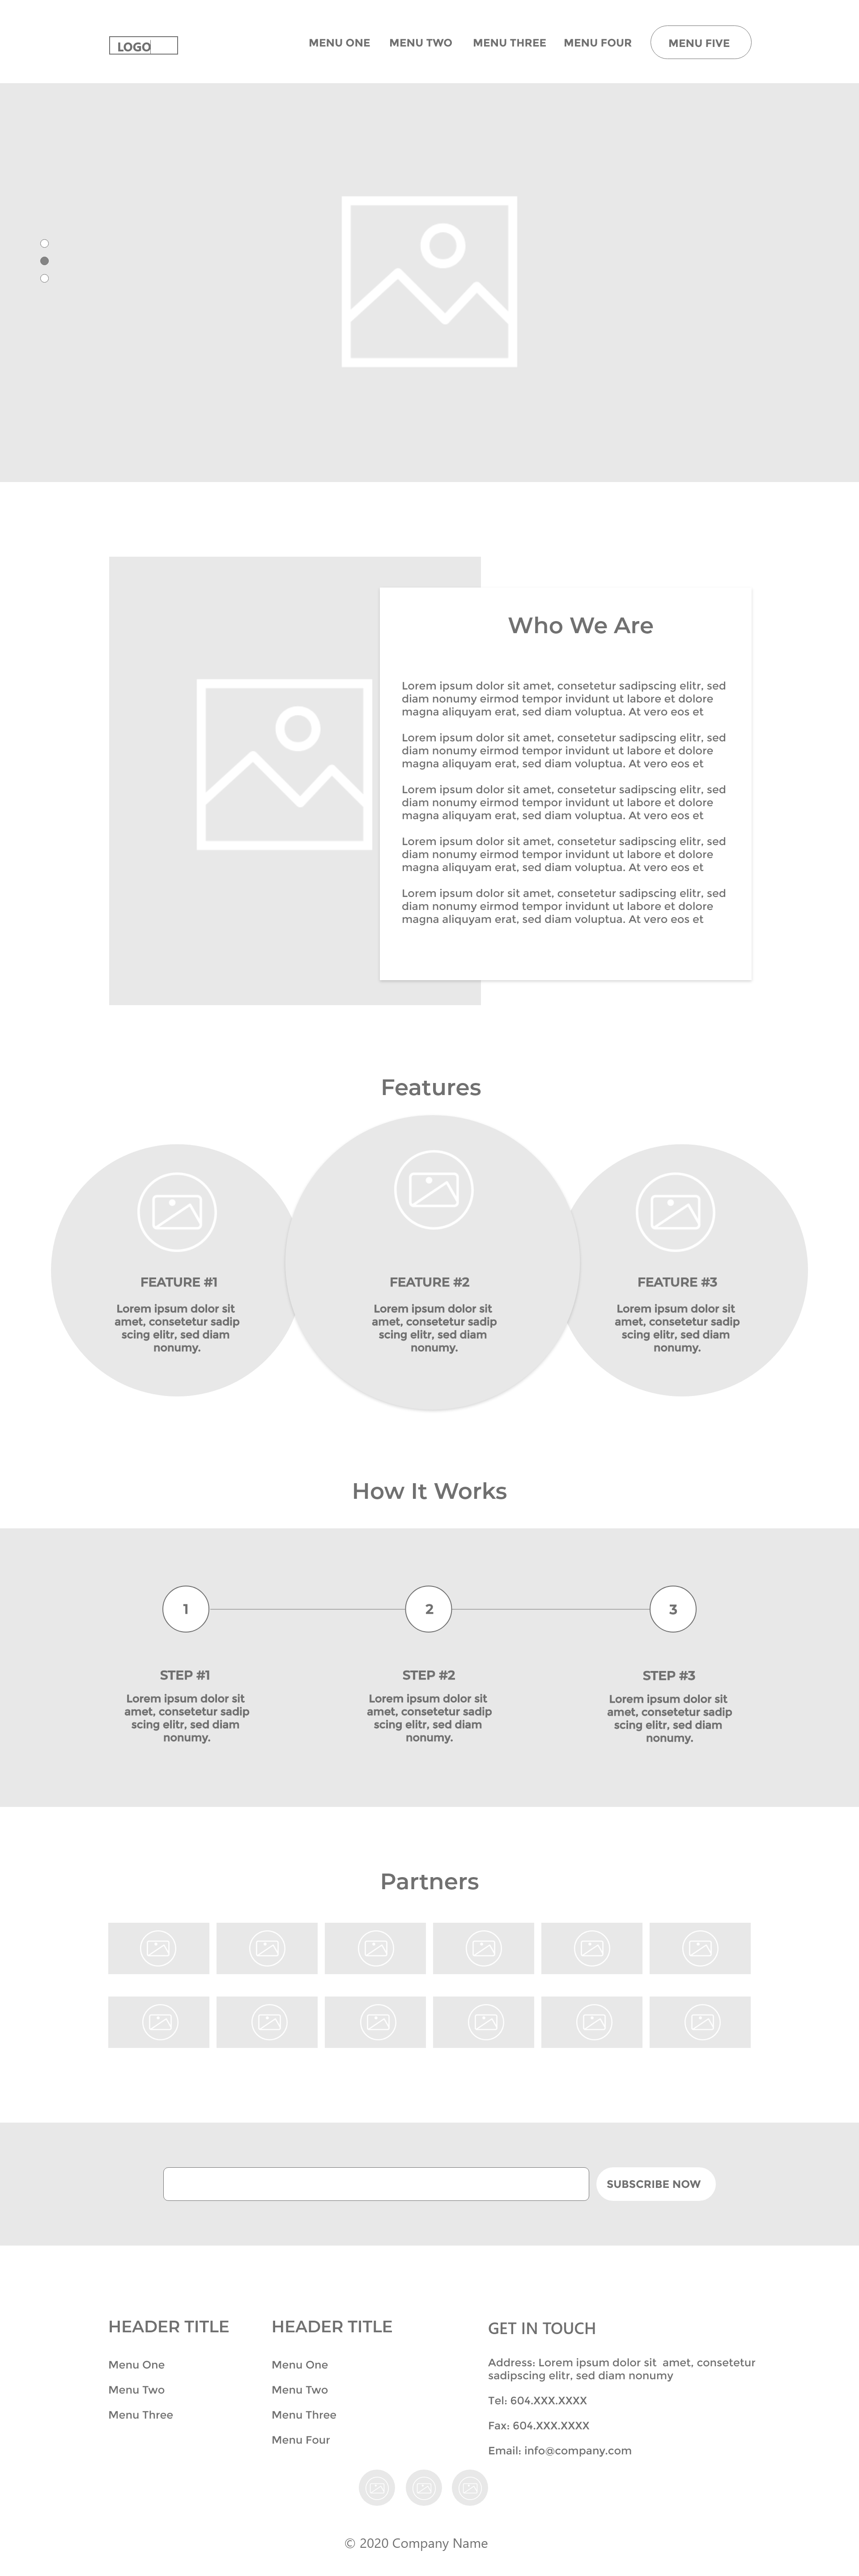 LOGO
MENU ONE
MENU TWO
MENU THREE
MENU FOUR
MENU FIVE
Who We Are
Lorem ipsum dolor sit amet, consetetur sadipscing elitr, sed
diam nonumy eirmod tempor invidunt ut labore et dolore
magna aliquyam erat, sed diam voluptua. At vero eos et
Lorem ipsum dolor sit amet, consetetur sadipscing elitr, sed
diam nonumy eirmod tempor invidunt ut labore et dolore
magna aliquyam erat, sed diam voluptua. At vero eos et
Lorem ipsum dolor sit amet, consetetur sadipscing elitr, sed
diam nonumy eirmod tempor invidunt ut labore et dolore
magna aliquyam erat, sed diam voluptua. At vero eos et
Lorem ipsum dolor sit amet, consetetur sadipscing elitr, sed
diam nonumy eirmod tempor invidunt ut labore et dolore
magna aliquyam erat, sed diam voluptua. At vero eos et
Lorem ipsum dolor sit amet, consetetur sadipscing elitr, sed
diam nonumy eirmod tempor invidunt ut labore et dolore
magna aliquyam erat, sed diam voluptua. At vero eos et
Features
FEATURE #1
Lorem ipsum dolor sit
amet, consetetur sadip
scing elitr, sed diam
nonumy.
FEATURE #2
Lorem ipsum dolor sit
amet, consetetur sadip
scing elitr, sed diam
nonumy.
FEATURE #3
Lorem ipsum dolor sit
amet, consetetur sadip
scing elitr, sed diam
nonumy.
How It Works
1
2
3
STEP #1
Lorem ipsum dolor sit
amet, consetetur sadip
scing elitr, sed diam
nonumy.
STEP #2
Lorem ipsum dolor sit
amet, consetetur sadip
scing elitr, sed diam
nonumy.
STEP #3
Lorem ipsum dolor sit
amet, consetetur sadip
scing elitr, sed diam
nonumy.
Partners
SUBSCRIBE NOW
HEADER TITLE
Menu One
Menu Two
Menu Three
HEADER TITLE
Menu One
Menu Two
Menu Three
Menu Four
GET IN TOUCH
Address: Lorem ipsum dolor sit  amet, consetetur
sadipscing elitr, sed diam nonumy
Tel: 604.XXX.XXXX
Fax: 604.XXX.XXXX
Email: info@company.com
© 2020 Company Name